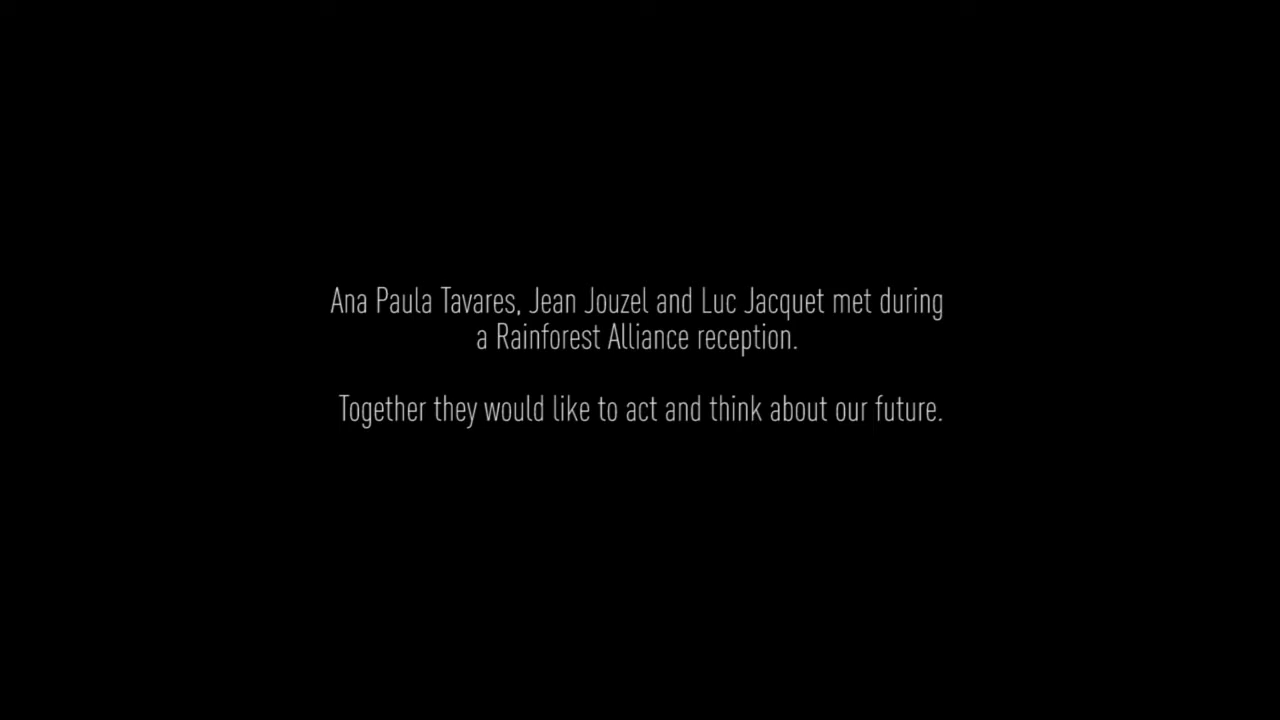 Ana Paula Tavares, Jean Jouzel and Luc Jacquet met during
a Rainforest Alliance reception.
Together they would like to act and think about our future.